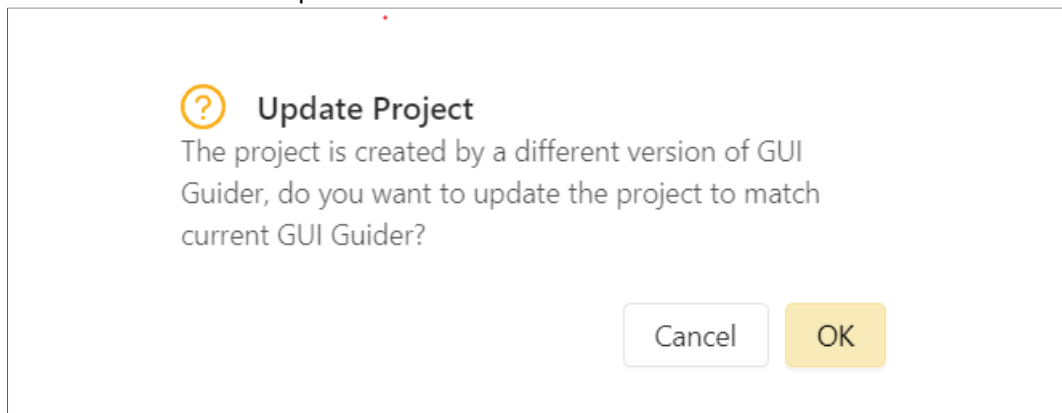 Update Project
The project is created by a different version of GUI
Guider, do you want to update the project to match
current GUI Guider?
Cancel OK